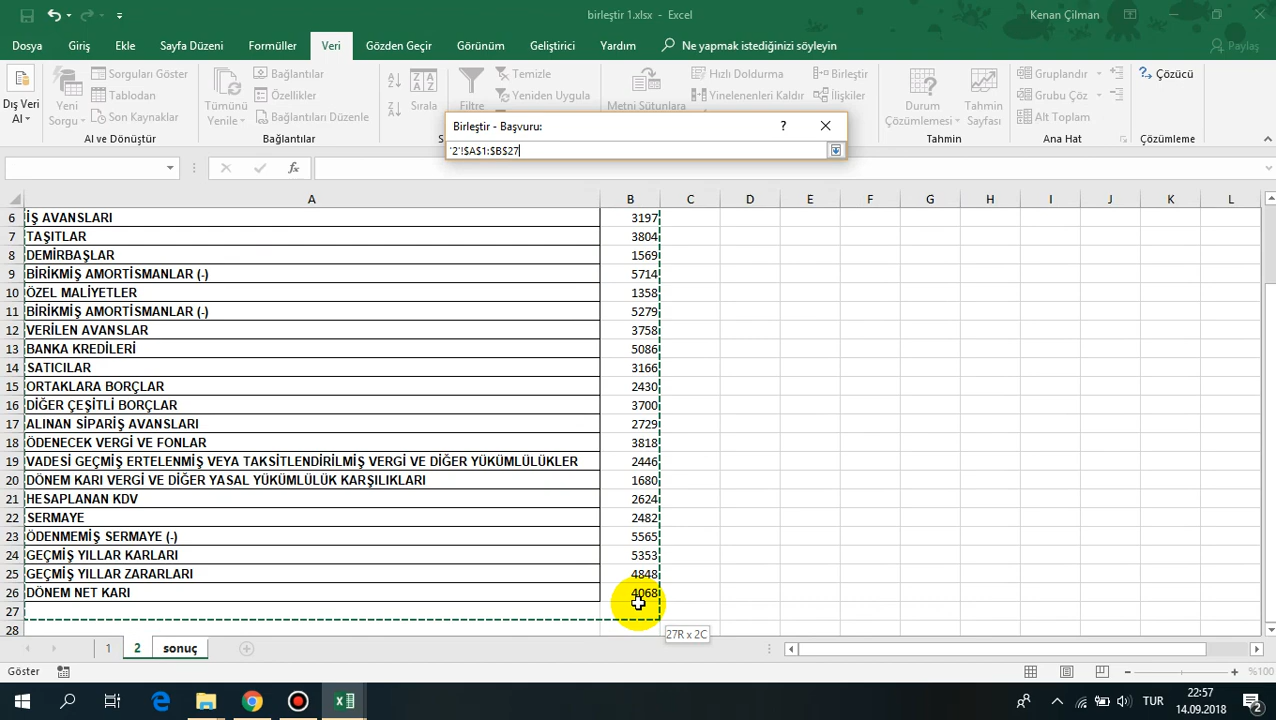 birleştir 1.xlsx - Excel
Kenan Çilman
Dosya Giriş Ekle Sayfa Düzeni Formüller Veri Gözden Geçir Görünüm Geliştirici Yardım Ne yapmak istediğinizi söyleyin Paylaş
Dış Veri Al
Yeni Sorgu
Sorguları Göster
Tablodan
Son Kaynaklar
Al ve Dönüştür
Tümünü Yenile
Bağlantılar
Özellikler
Bağlantıları Düzenle
Bağlantılar
Sırala
Filtre
Temizle
Yeniden Uygula
Metni Sütunlara
Hızlı Doldurma
Yinelenenleri Kaldır
Birleştir
İlişkiler
Durum Çözümlemesi
Tahmin Sayfası
Tahmin
Gruplandır
Grubu Çöz
Alt Toplam
Ana Hat
Çözücü
Çözümle
Birleştir - Başvuru:
'2'!$A$1:$B$27
A B C D E F G H I J K L
6 İŞ AVANSLARI 3197
7 TAŞITLAR 3804
8 DEMİRBAŞLAR 1569
9 BİRİKMİŞ AMORTİSMANLAR (-) 5714
10 ÖZEL MALİYETLER 1358
11 BİRİKMİŞ AMORTİSMANLAR (-) 5279
12 VERİLEN AVANSLAR 3758
13 BANKA KREDİLERİ 5086
14 SATICILAR 3166
15 ORTAKLARA BORÇLAR 2430
16 DİĞER ÇEŞİTLİ BORÇLAR 3700
17 ALINAN SİPARİŞ AVANSLARI 2729
18 ÖDENECEK VERGİ VE FONLAR 3818
19 VADESİ GEÇMİŞ ERTELENMİŞ VEYA TAKSİTLENDİRİLMİŞ VERGİ VE DİĞER YÜKÜMLÜLÜKLER 2446
20 DÖNEM KARI VERGİ VE DİĞER YASAL YÜKÜMLÜLÜK KARŞILIKLARI 1680
21 HESAPLANAN KDV 2624
22 SERMAYE 2482
23 ÖDENMEMİŞ SERMAYE (-) 5565
24 GEÇMİŞ YILLAR KARLARI 5353
25 GEÇMİŞ YILLAR ZARARLARI 4848
26 DÖNEM NET KARI 4068
27
28
27R x 2C
1 2 sonuç
Göster
%100
TUR
22:57
14.09.2018
2